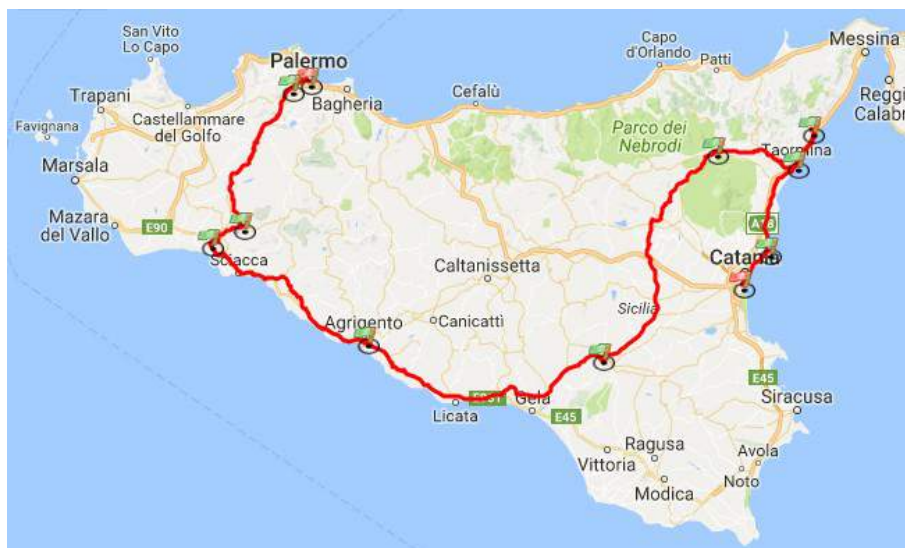 San Vito
Lo Capo
Palermo
Capo
d'Orlando
Patti
Messina
Trapani
Bagheria
Cefalù
Reggi
Calabr
Castellammare
del Golfo
Favignana
Parco dei
Nebrodi
Taormina
Marsala
Mazara
del Vallo
E90
A18
Sciacca
Catania
Caltanissetta
Agrigento
Canicattì
Sicilia
E45
Licata
Gela
E45
Siracusa
Ragusa
Vittoria
Avola
Noto
Modica